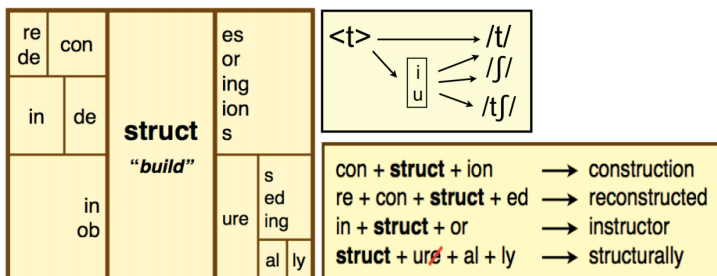 re
de
con
in
de
in
ob
struct
"build"
es
or
ing
ion
s
ure
s
ed
ing
al
ly
<t>
/t/
/ʃ/
/tʃ/
i
u
con + struct + ion → construction
re + con + struct + ed → reconstructed
in + struct + or → instructor
struct + ure + al + ly → structurally